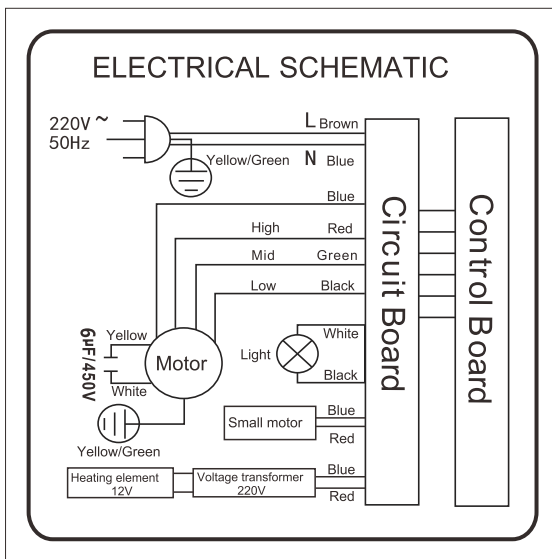 ELECTRICAL SCHEMATIC
220V ~
50Hz
L Brown
Yellow/Green
N Blue
Blue
High Red
Mid Green
Low Black
6µF/450V
Yellow
White
Motor
Yellow/Green
Light
White
Black
Small motor
Blue
Red
Heating element
12V
Voltage transformer
220V
Blue
Red
Circuit Board
Control Board